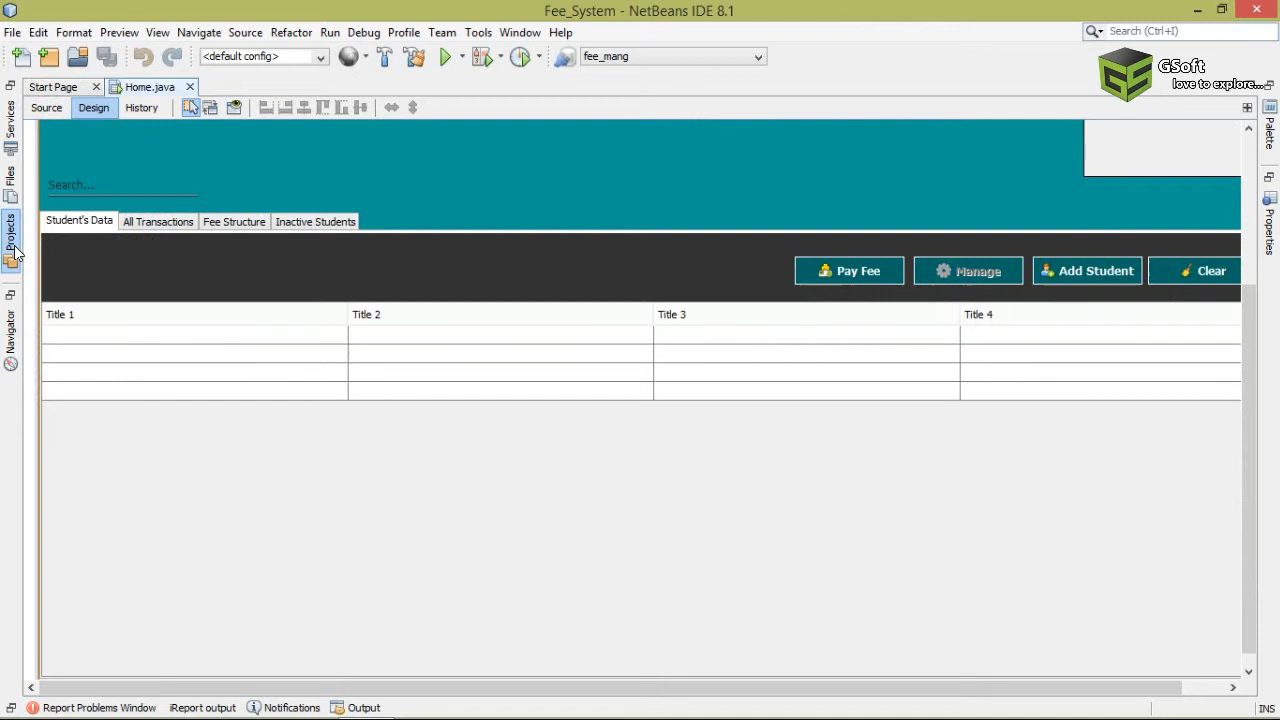 Fee_System - NetBeans IDE 8.1
File Edit Format Preview View Navigate Source Refactor Run Debug Profile Team Tools Window Help
Search (Ctrl+I)
<default config>
fee_mang
GSoft
love to explore...
Start Page
Home.java
Source Design History
Services
Files
Projects
Navigator
Palette
Properties
Search...
Student's Data All Transactions Fee Structure Inactive Students
Pay Fee Manage Add Student Clear
Title 1 Title 2 Title 3 Title 4
Report Problems Window iReport output Notifications Output
INS